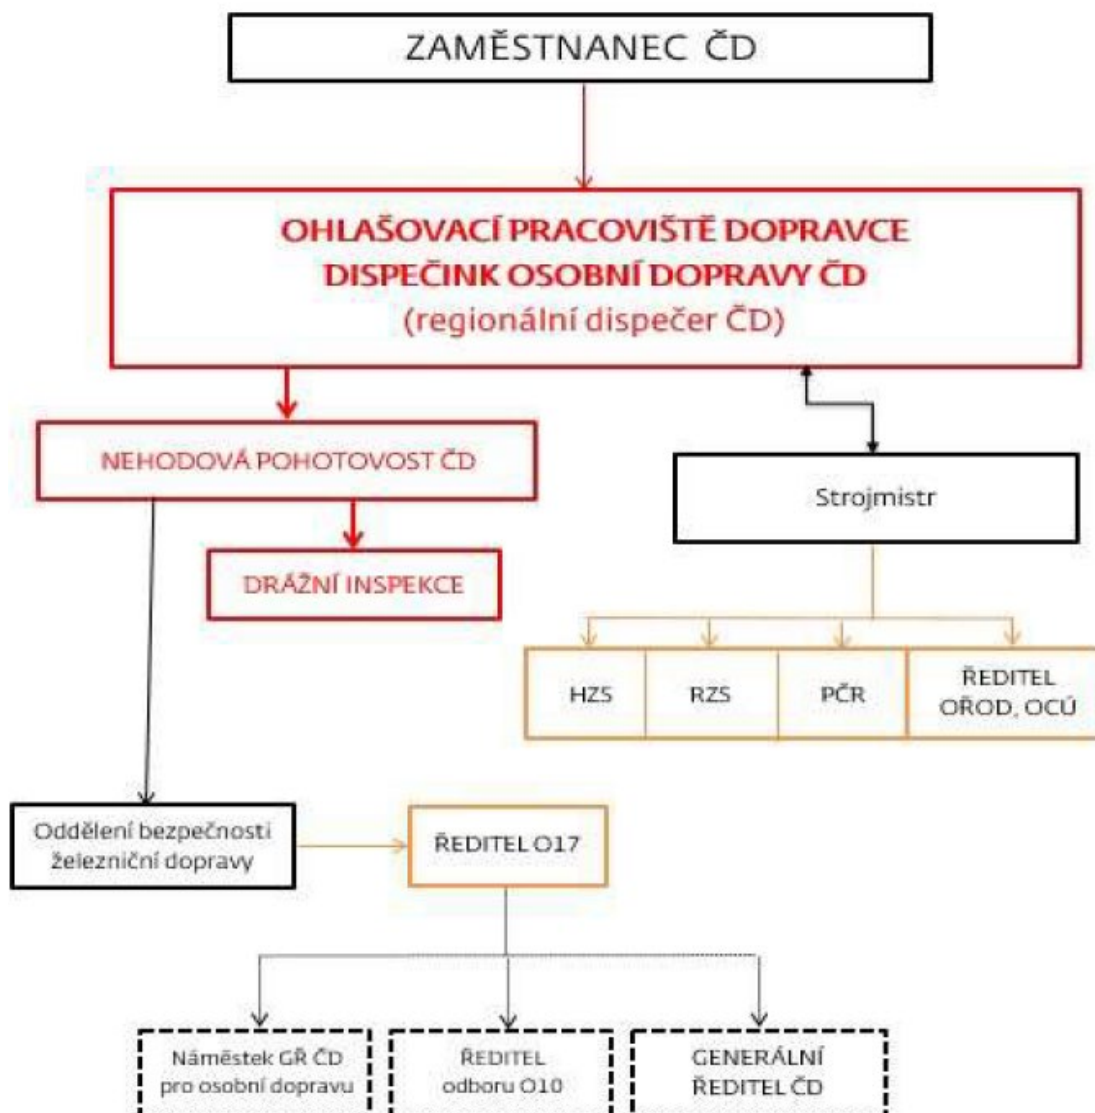 ZAMĚSTNANEC ČD
OHLAŠOVACÍ PRACOVIŠTĚ DOPRAVCE
DISPEČINK OSOBNÍ DOPRAVY ČD
(regionální dispečer ČD)
NEHODOVÁ POHOTOVOST ČD
Strojmistr
DRÁŽNÍ INSPEKCE
HZS
RZS
PČR
ŘEDITEL
OŘOD, OCÚ
Oddělení bezpečnosti
železniční dopravy
ŘEDITEL O17
Náměstek GŘ ČD
pro osobní dopravu
ŘEDITEL
odboru O10
GENERÁLNÍ
ŘEDITEL ČD